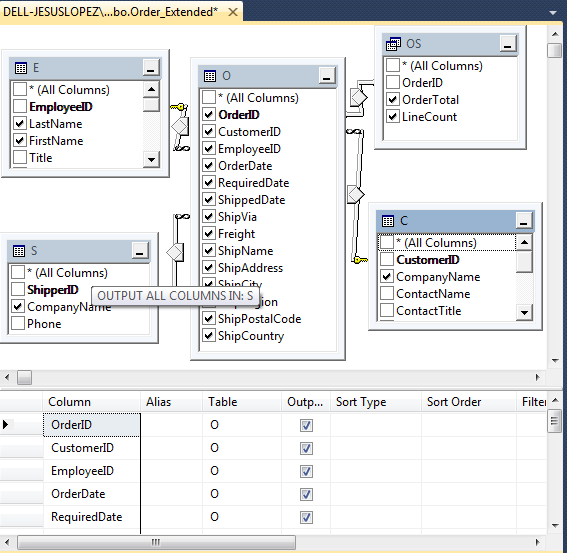 DELL-JESUSLOPEZ\...bo.Order_Extended*
E
* (All Columns)
EmployeeID
LastName
FirstName
Title
O
* (All Columns)
OrderID
CustomerID
EmployeeID
OrderDate
RequiredDate
ShippedDate
ShipVia
Freight
ShipName
ShipAddress
ShipCity
ShipPostalCode
ShipCountry
OS
* (All Columns)
OrderID
OrderTotal
LineCount
S
* (All Columns)
ShipperID
CompanyName
Phone
OUTPUT ALL COLUMNS IN: S
C
* (All Columns)
CustomerID
CompanyName
ContactName
ContactTitle
Column Alias Table Outp... Sort Type Sort Order Filter
OrderID O
CustomerID O
EmployeeID O
OrderDate O
RequiredDate O